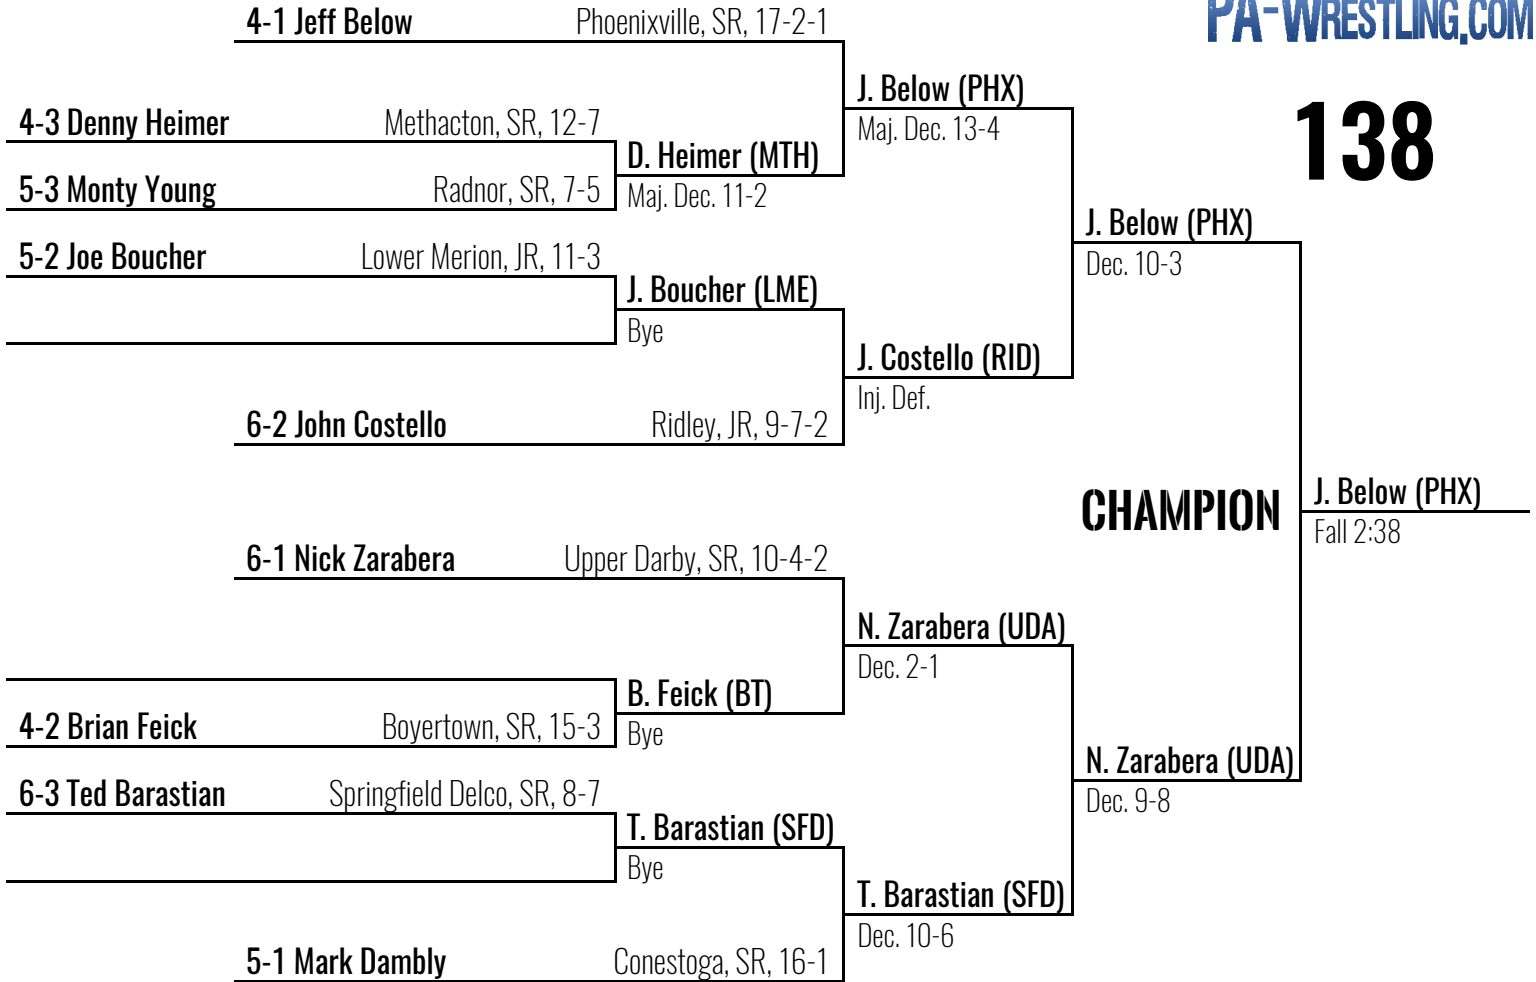 4-1 Jeff Below Phoenixville, SR, 17-2-1
PA-WRESTLING.COM
J. Below (PHX)
138
4-3 Denny Heimer Methacton, SR, 12-7
Maj. Dec. 13-4
D. Heimer (MTH)
5-3 Monty Young Radnor, SR, 7-5
Maj. Dec. 11-2
J. Below (PHX)
5-2 Joe Boucher Lower Merion, JR, 11-3
Dec. 10-3
J. Boucher (LME)
Bye
J. Costello (RID)
Inj. Def.
6-2 John Costello Ridley, JR, 9-7-2
CHAMPION
J. Below (PHX)
Fall 2:38
6-1 Nick Zarabera Upper Darby, SR, 10-4-2
N. Zarabera (UDA)
Dec. 2-1
B. Feick (BT)
4-2 Brian Feick Boyertown, SR, 15-3
Bye
N. Zarabera (UDA)
6-3 Ted Barastian Springfield Delco, SR, 8-7
Dec. 9-8
T. Barastian (SFD)
Bye
T. Barastian (SFD)
Dec. 10-6
5-1 Mark Dambly Conestoga, SR, 16-1